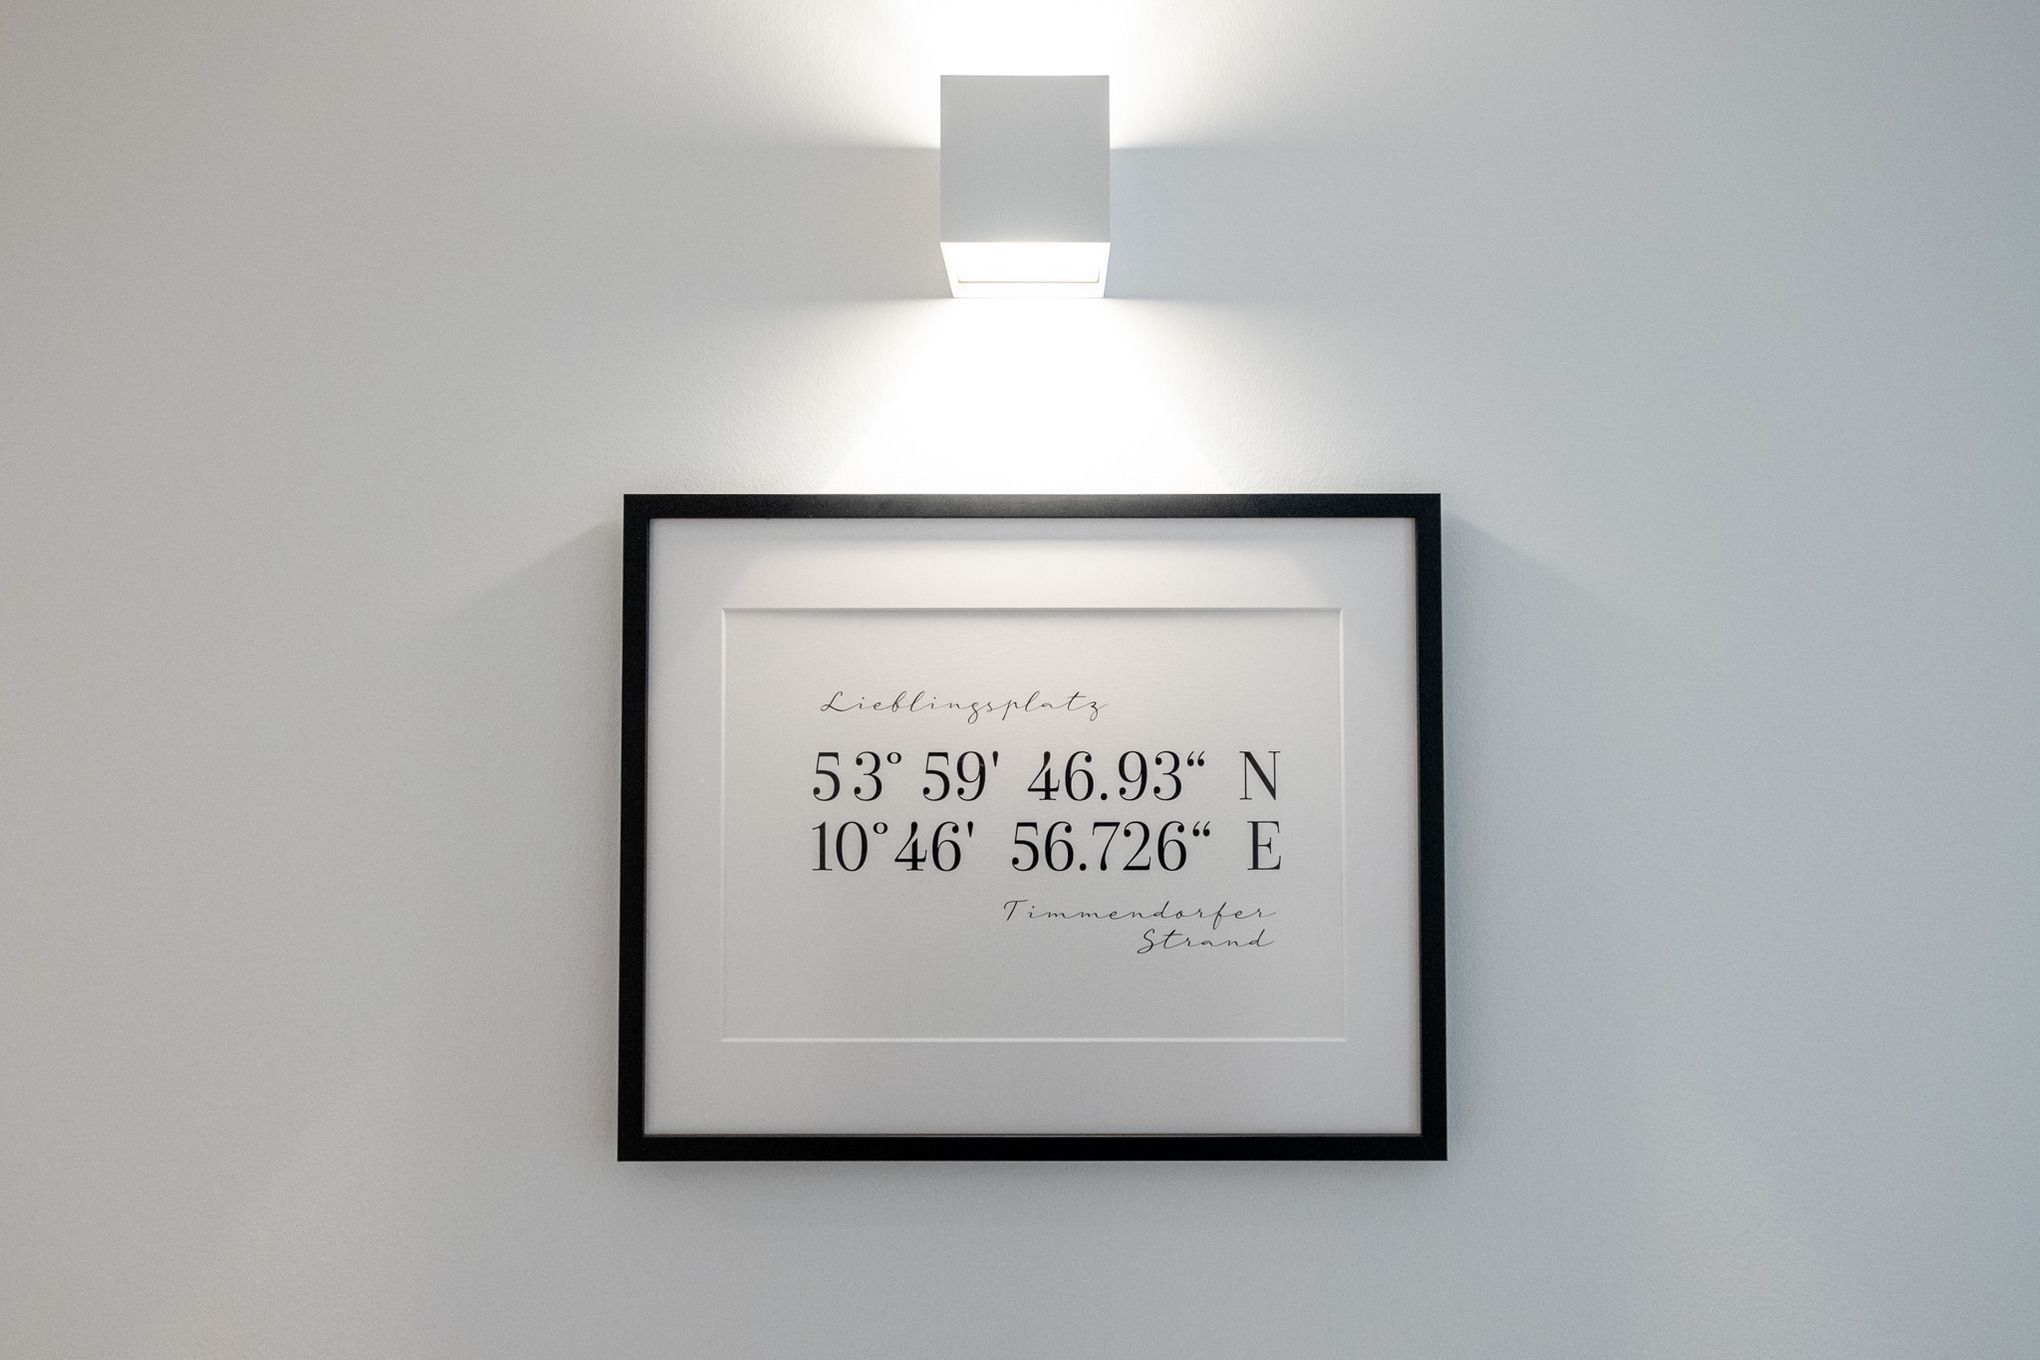 Lieblingsplatz
53° 59' 46.93“ N
10° 46' 56.726“ E
Timmendorfer
Strand